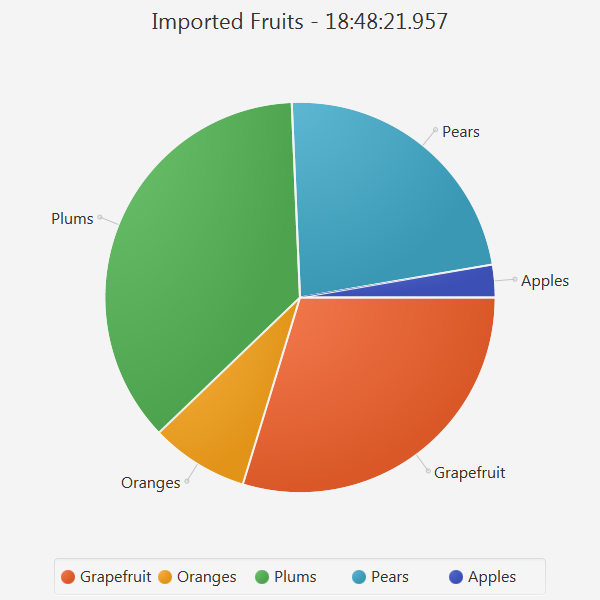 Imported Fruits - 18:48:21.957
Pears
Plums
Apples
Grapefruit
Oranges
Grapefruit Oranges Plums Pears Apples